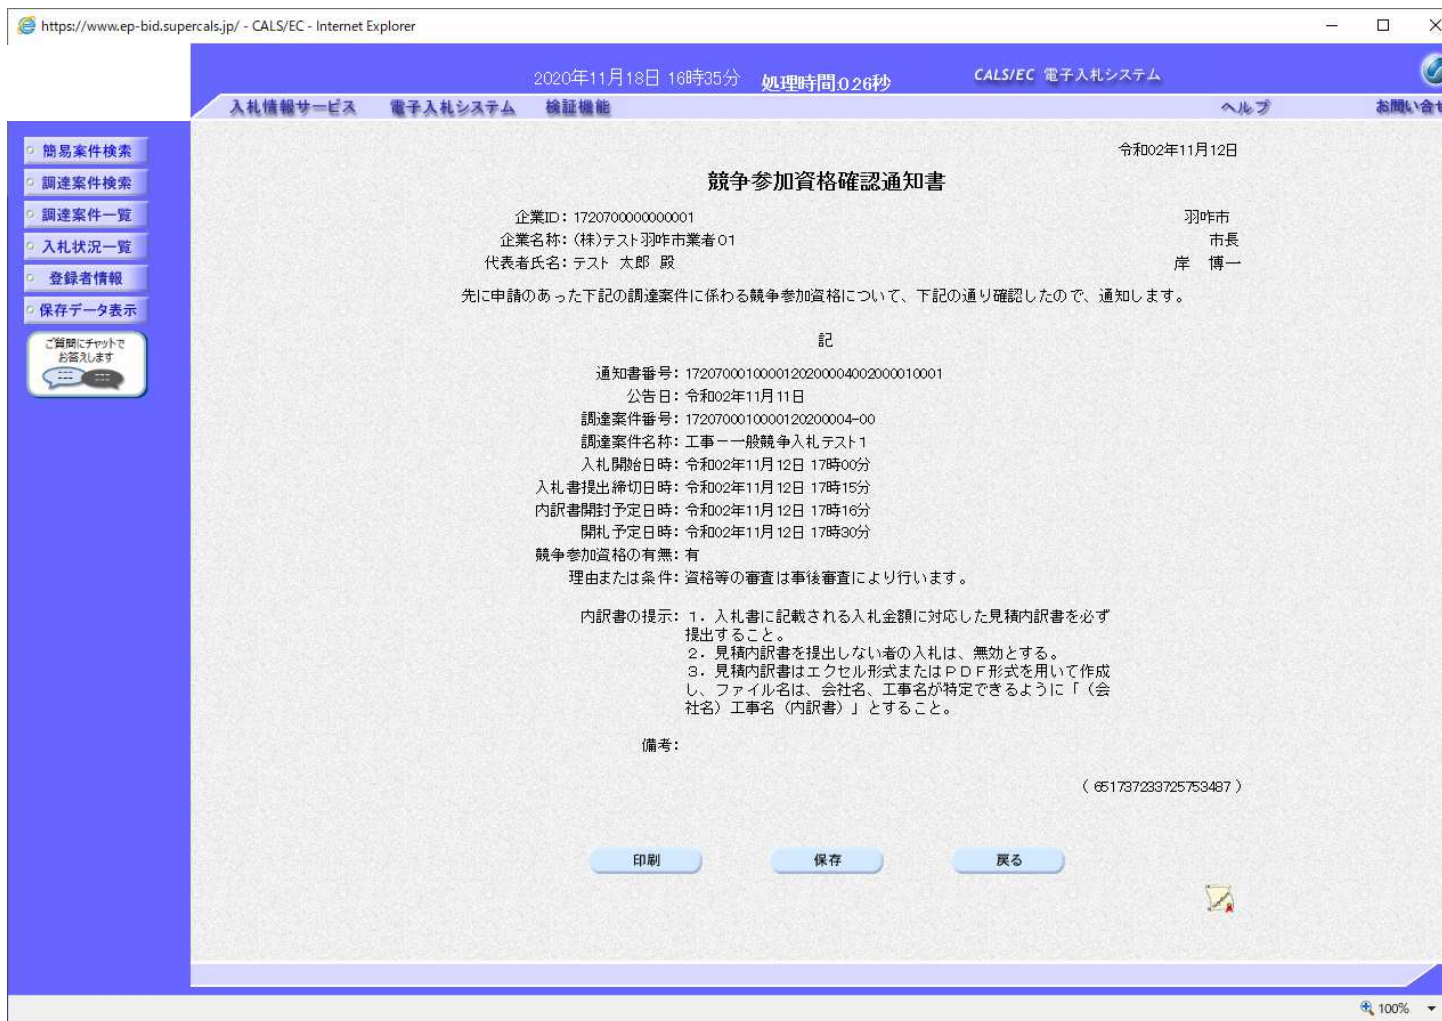 https://www.ep-bid.supercals.jp/ - CALS/EC - Internet Explorer
2020年11月18日 16時35分 処理時間:0.26秒 CALS/EC 電子入札システム
入札情報サービス 電子入札システム 検証機能 ヘルプ お問い合せ
簡易案件検索
調達案件検索
調達案件一覧
入札状況一覧
登録者情報
保存データ表示
ご質問にチャットで
お答えします
令和02年11月12日
競争参加資格確認通知書
企業ID: 1720700000000001 羽咋市
企業名称: (株)テスト羽咋市業者01 市長
代表者氏名: テスト 太郎 殿 岸 博一
先に申請のあった下記の調達案件に係わる競争参加資格について、下記の通り確認したので、通知します。
記
通知書番号: 1720700010000120200004002000010001
公告日: 令和02年11月11日
調達案件番号: 1720700010000120200004-00
調達案件名称: 工事ー一般競争入札テスト1
入札開始日時: 令和02年11月12日 17時00分
入札書提出締切日時: 令和02年11月12日 17時15分
内訳書開封予定日時: 令和02年11月12日 17時16分
開札予定日時: 令和02年11月12日 17時30分
競争参加資格の有無: 有
理由または条件: 資格等の審査は事後審査により行います。
内訳書の提示: 1.入札書に記載される入札金額に対応した見積内訳書を必ず
提出すること。
2.見積内訳書を提出しない者の入札は、無効とする。
3.見積内訳書はエクセル形式またはPDF形式を用いて作成
し、ファイル名は、会社名、工事名が特定できるように「(会
社名)工事名(内訳書)」とすること。
備考:
( 651737233725753487 )
印刷 保存 戻る
100%